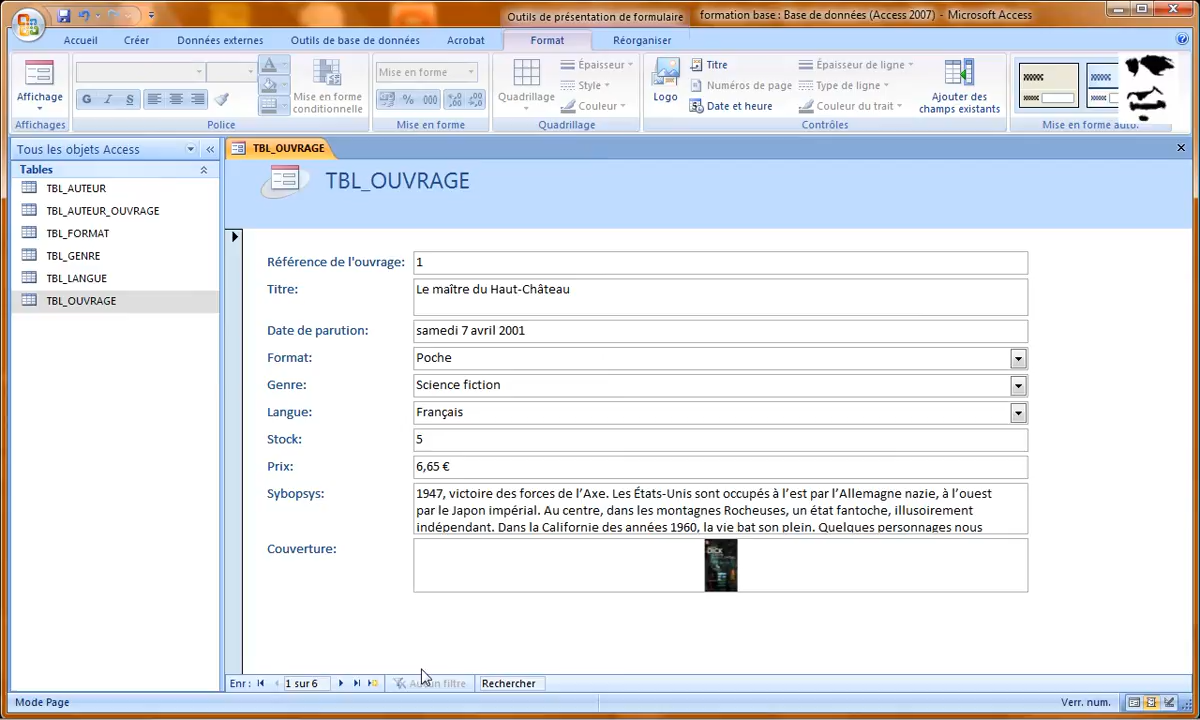 Outils de présentation de formulaire
formation base : Base de données (Access 2007) - Microsoft Access
Accueil
Créer
Données externes
Outils de base de données
Acrobat
Format
Réorganiser
Affichage
Affichages
G I S
A
Mise en forme conditionnelle
Police
Mise en forme
% 000
Mise en forme
Quadrillage
Épaisseur
Style
Couleur
Quadrillage
Logo
Titre
Numéros de page
Date et heure
Épaisseur de ligne
Type de ligne
Couleur du trait
Ajouter des champs existants
Contrôles
Mise en forme auto.
Tous les objets Access
Tables
TBL_AUTEUR
TBL_AUTEUR_OUVRAGE
TBL_FORMAT
TBL_GENRE
TBL_LANGUE
TBL_OUVRAGE
TBL_OUVRAGE
TBL_OUVRAGE
Référence de l'ouvrage: 1
Titre: Le maître du Haut-Château
Date de parution: samedi 7 avril 2001
Format: Poche
Genre: Science fiction
Langue: Français
Stock: 5
Prix: 6,65 €
Sybopsys: 1947, victoire des forces de l’Axe. Les États-Unis sont occupés à l’est par l’Allemagne nazie, à l’ouest
par le Japon impérial. Au centre, dans les montagnes Rocheuses, un état fantoche, illusoirement
indépendant. Dans la Californie des années 1960, la vie bat son plein. Quelques personnages nous
Couverture:
DICK
Enr : 1 sur 6 Aucun filtre Rechercher
Mode Page
Verr. num.